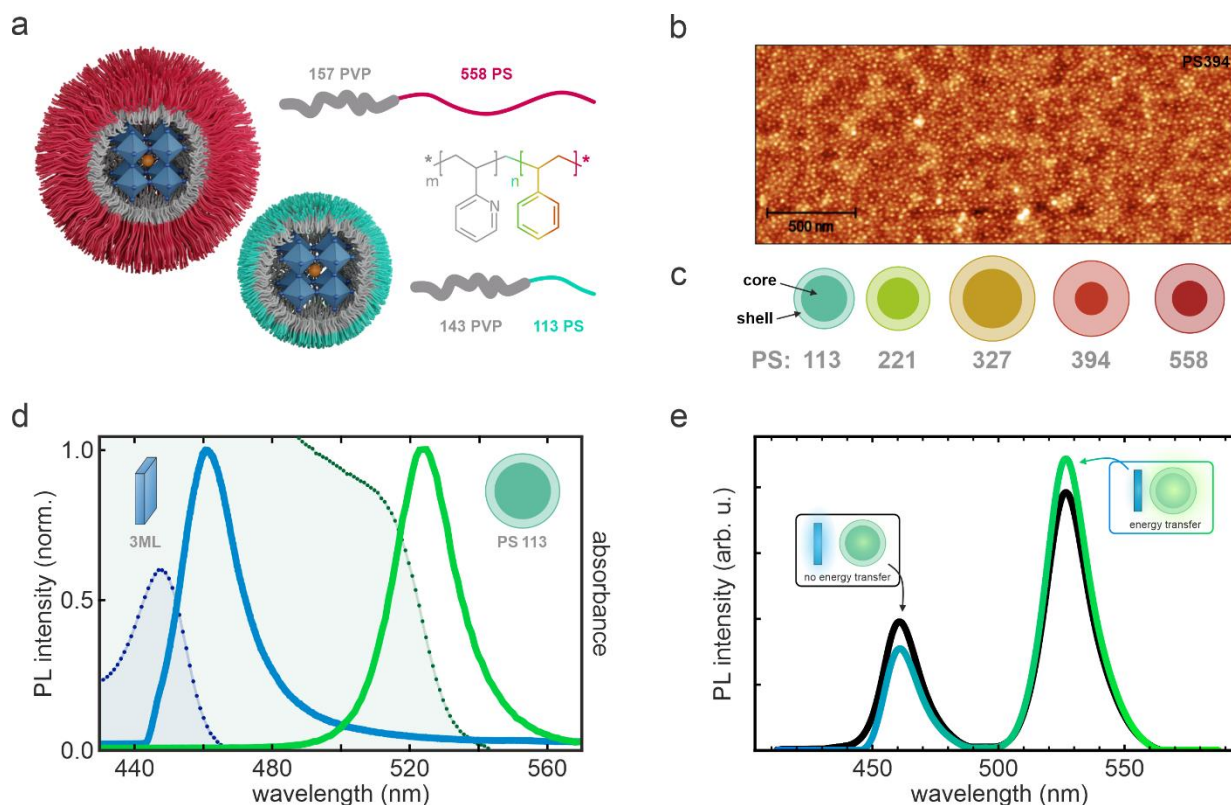 a
157 PVP
558 PS
*
m
n
*
N
143 PVP
113 PS
b
PS394
500 nm
c
core
shell
PS: 113 221 327 394 558
d
PL intensity (norm.)
1.0
0.5
0.0
3ML
PS 113
absorbance
440 480 520 560
wavelength (nm)
e
PL intensity (arb. u.)
no energy transfer
energy transfer
450 500 550
wavelength (nm)